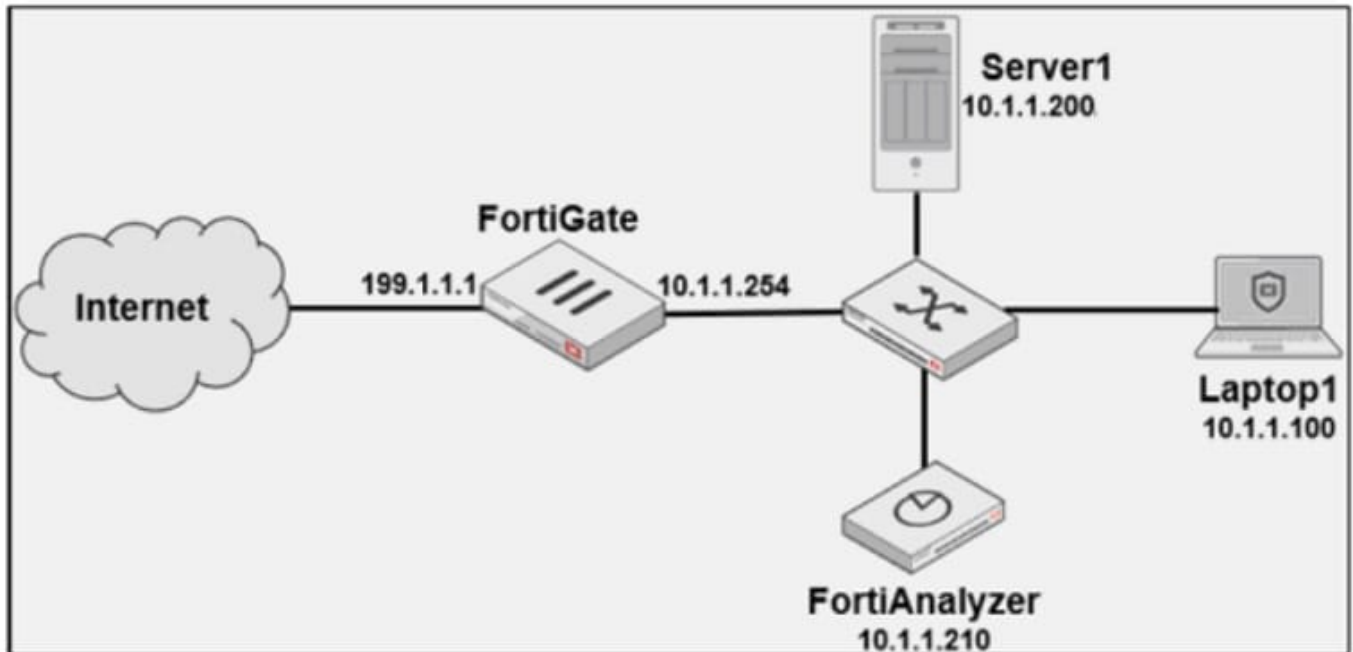 Server1
10.1.1.200
FortiGate
199.1.1.1
10.1.1.254
Internet
Laptop1
10.1.1.100
FortiAnalyzer
10.1.1.210